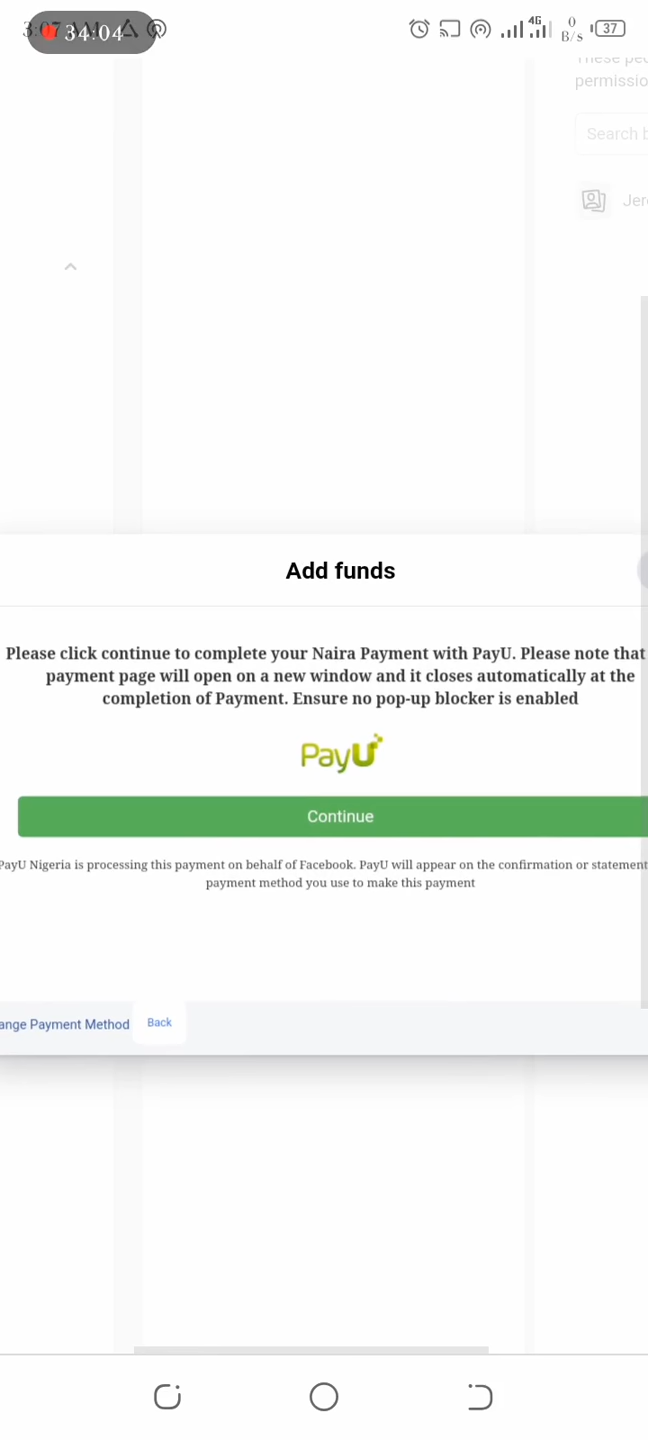 34:04
4G
0
B/s
37
permissio
Search b
Jer
Add funds
Please click continue to complete your Naira Payment with PayU. Please note that
payment page will open on a new window and it closes automatically at the
completion of Payment. Ensure no pop-up blocker is enabled
PayU
Continue
PayU Nigeria is processing this payment on behalf of Facebook. PayU will appear on the confirmation or statement
payment method you use to make this payment
ange Payment Method
Back